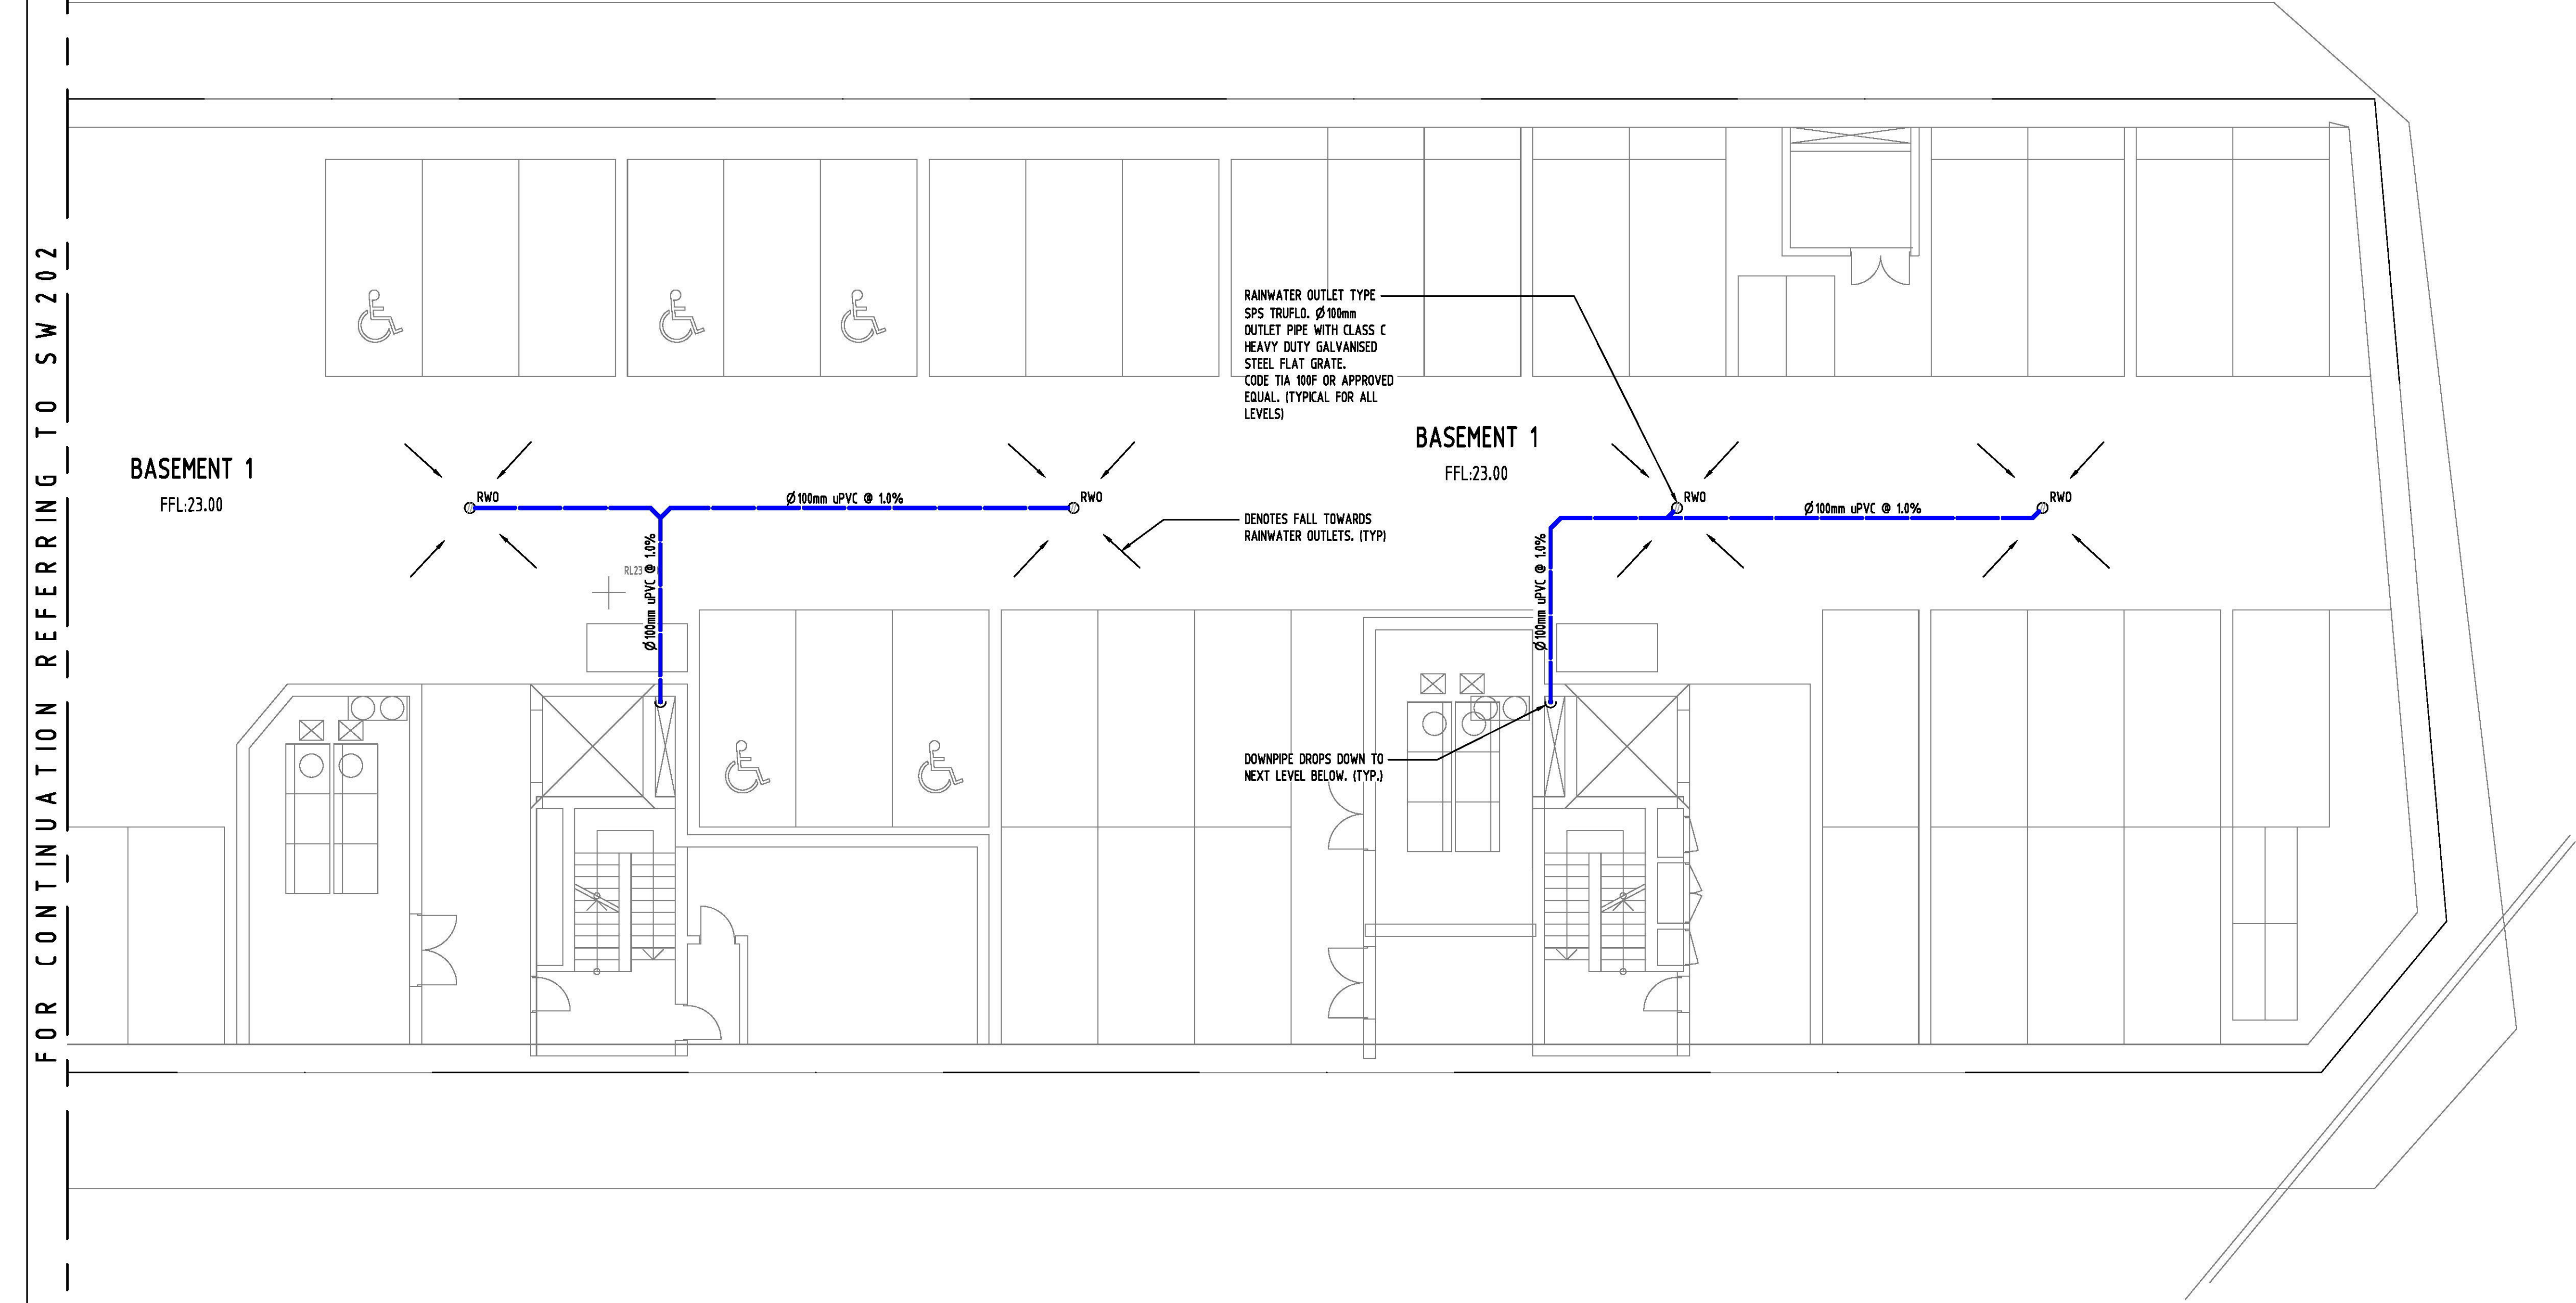 FOR CONTINUATION REFERRING TO SW202
RAINWATER OUTLET TYPE
SPS TRUFLO. Ø100mm
OUTLET PIPE WITH CLASS C
HEAVY DUTY GALVANISED
STEEL FLAT GRATE.
CODE TIA 100F OR APPROVED
EQUAL. (TYPICAL FOR ALL
LEVELS)
BASEMENT 1
FFL:23.00
BASEMENT 1
FFL:23.00
RWO
Ø100mm uPVC @ 1.0%
RWO
RWO
Ø100mm uPVC @ 1.0%
RWO
DENOTES FALL TOWARDS
RAINWATER OUTLETS. (TYP)
Ø100mm uPVC @ 1.0%
RL23
Ø100mm uPVC @ 1.0%
DOWNPIPE DROPS DOWN TO
NEXT LEVEL BELOW. (TYP.)